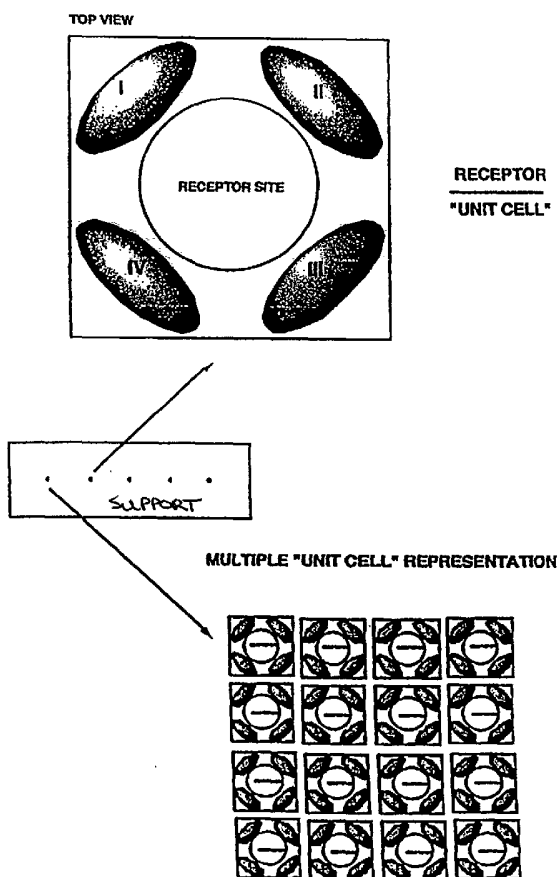 TOP VIEW
I
II
RECEPTOR SITE
RECEPTOR
"UNIT CELL"
IV
III
SUPPORT
MULTIPLE "UNIT CELL" REPRESENTATION